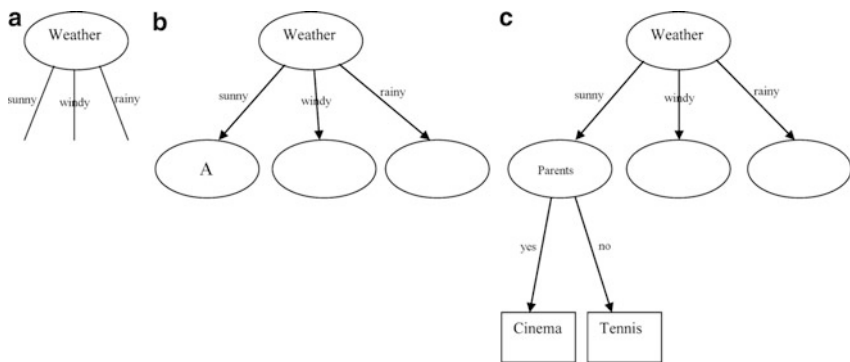 a
Weather
sunny
windy
rainy
b
Weather
sunny
windy
rainy
A
c
Weather
sunny
windy
rainy
Parents
yes
no
Cinema
Tennis